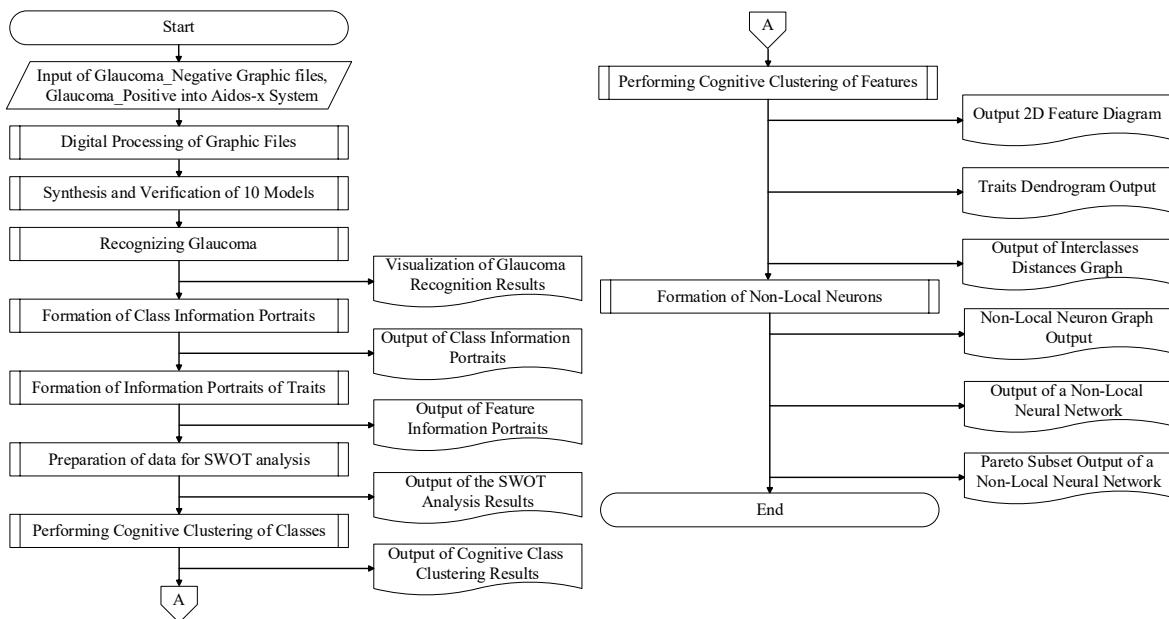 Start
Input of Glaucoma_Negative Graphic files,
Glaucoma_Positive into Aidos-x System
Digital Processing of Graphic Files
Synthesis and Verification of 10 Models
Recognizing Glaucoma
Visualization of Glaucoma
Recognition Results
Formation of Class Information Portraits
Output of Class Information
Portraits
Formation of Information Portraits of Traits
Output of Feature
Information Portraits
Preparation of data for SWOT analysis
Output of the SWOT
Analysis Results
Performing Cognitive Clustering of Classes
Output of Cognitive Class
Clustering Results
A
A
Performing Cognitive Clustering of Features
Output 2D Feature Diagram
Traits Dendrogram Output
Output of Interclasses
Distances Graph
Formation of Non-Local Neurons
Non-Local Neuron Graph
Output
Output of a Non-Local
Neural Network
Pareto Subset Output of a
Non-Local Neural Network
End